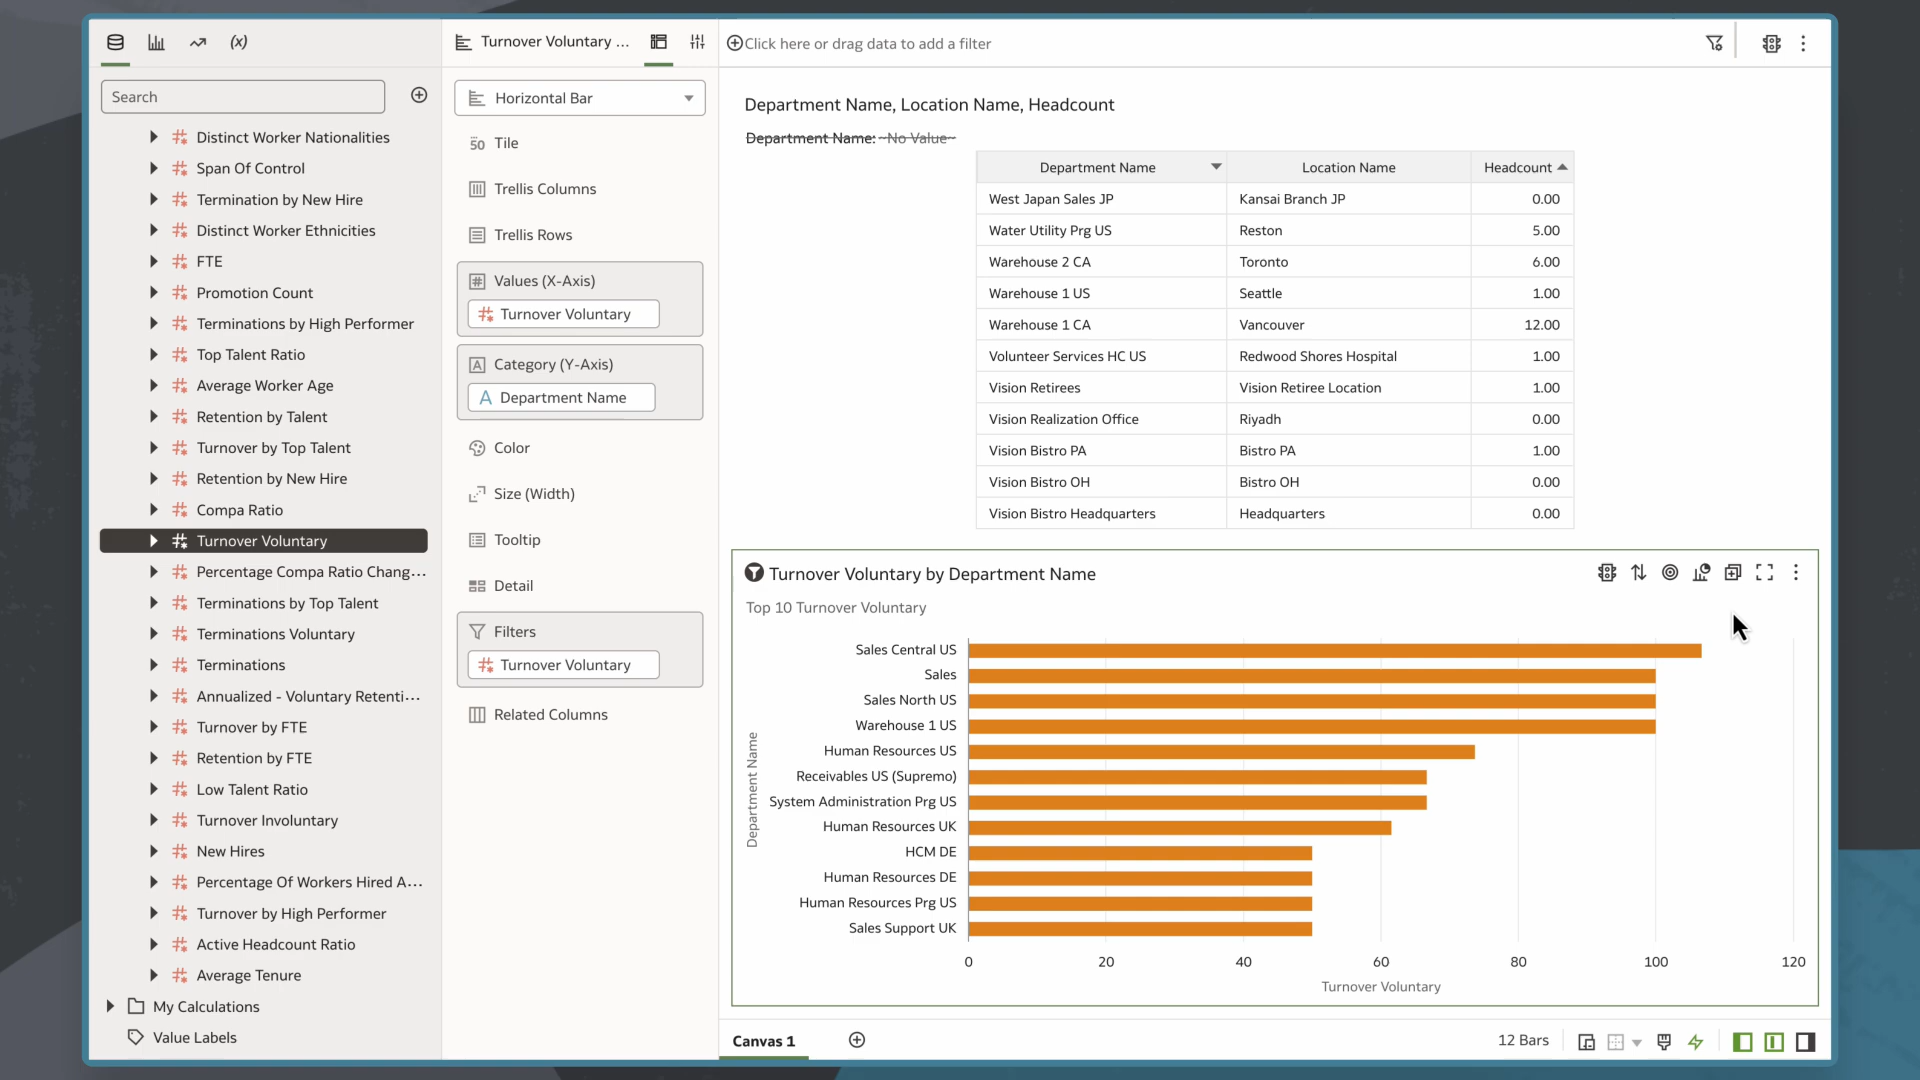 (x)
Search
Distinct Worker Nationalities
Span Of Control
Termination by New Hire
Distinct Worker Ethnicities
FTE
Promotion Count
Terminations by High Performer
Top Talent Ratio
Average Worker Age
Retention by Talent
Turnover by Top Talent
Retention by New Hire
Compa Ratio
Turnover Voluntary
Percentage Compa Ratio Chang...
Terminations by Top Talent
Terminations Voluntary
Terminations
Annualized - Voluntary Retenti...
Turnover by FTE
Retention by FTE
Low Talent Ratio
Turnover Involuntary
New Hires
Percentage Of Workers Hired A...
Turnover by High Performer
Active Headcount Ratio
Average Tenure
My Calculations
Value Labels
Turnover Voluntary ...
Horizontal Bar
50 Tile
Trellis Columns
Trellis Rows
Values (X-Axis)
Turnover Voluntary
A Category (Y-Axis)
A Department Name
Color
Size (Width)
Tooltip
Detail
Filters
Turnover Voluntary
Related Columns
Click here or drag data to add a filter
Department Name, Location Name, Headcount
Department Name: ~No Value~
Department Name Location Name Headcount
West Japan Sales JP Kansai Branch JP 0.00
Water Utility Prg US Reston 5.00
Warehouse 2 CA Toronto 6.00
Warehouse 1 US Seattle 1.00
Warehouse 1 CA Vancouver 12.00
Volunteer Services HC US Redwood Shores Hospital 1.00
Vision Retirees Vision Retiree Location 1.00
Vision Realization Office Riyadh 0.00
Vision Bistro PA Bistro PA 1.00
Vision Bistro OH Bistro OH 0.00
Vision Bistro Headquarters Headquarters 0.00
Turnover Voluntary by Department Name
Top 10 Turnover Voluntary
Department Name
Sales Central US
Sales
Sales North US
Warehouse 1 US
Human Resources US
Receivables US (Supremo)
System Administration Prg US
Human Resources UK
HCM DE
Human Resources DE
Human Resources Prg US
Sales Support UK
0 20 40 60 80 100 120
Turnover Voluntary
Canvas 1
12 Bars